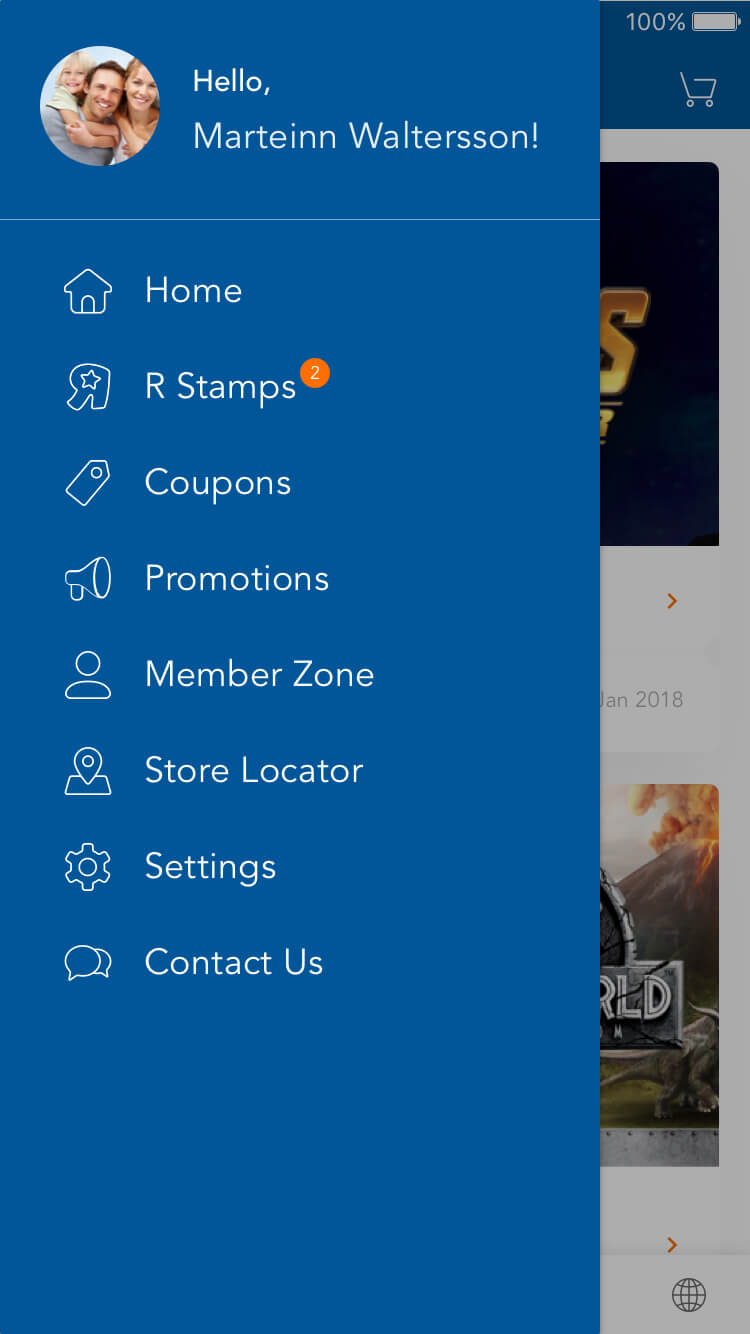 100%
Hello,
Marteinn Waltersson!
Home
R Stamps
2
Coupons
Promotions
Member Zone
Store Locator
Settings
Contact Us
Jan 2018